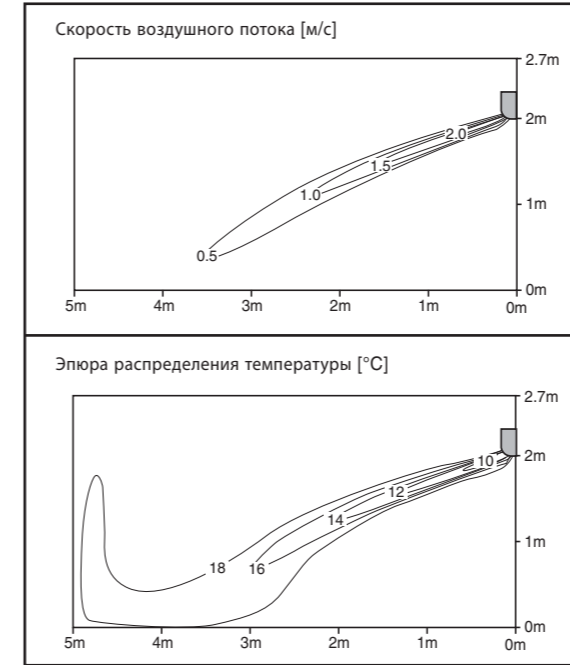 Скорость воздушного потока [м/с]
2.7m
2m
2.0
1.5
1.0
1m
0.5
0m
5m 4m 3m 2m 1m 0m
Эпюра распределения температуры [°C]
2.7m
2m
10
12
14
1m
18 16
0m
5m 4m 3m 2m 1m 0m